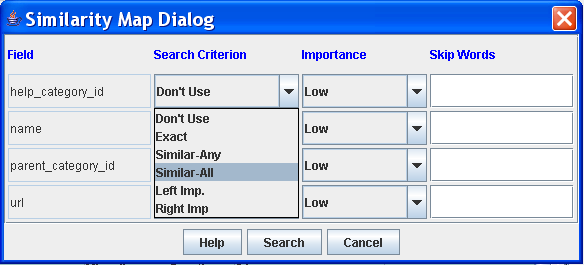 Similarity Map Dialog
Field Search Criterion Importance Skip Words
help_category_id Don't Use Low
Don't Use
name Exact Low
Similar-Any
parent_category_id Similar-All Low
Left Imp.
url Right Imp Low
Help Search Cancel